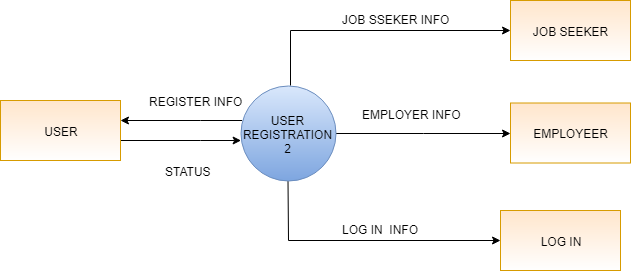 JOB SSEKER INFO
JOB SEEKER
REGISTER INFO
USER
USER
REGISTRATION
2
EMPLOYER INFO
EMPLOYEER
STATUS
LOG IN  INFO
LOG IN